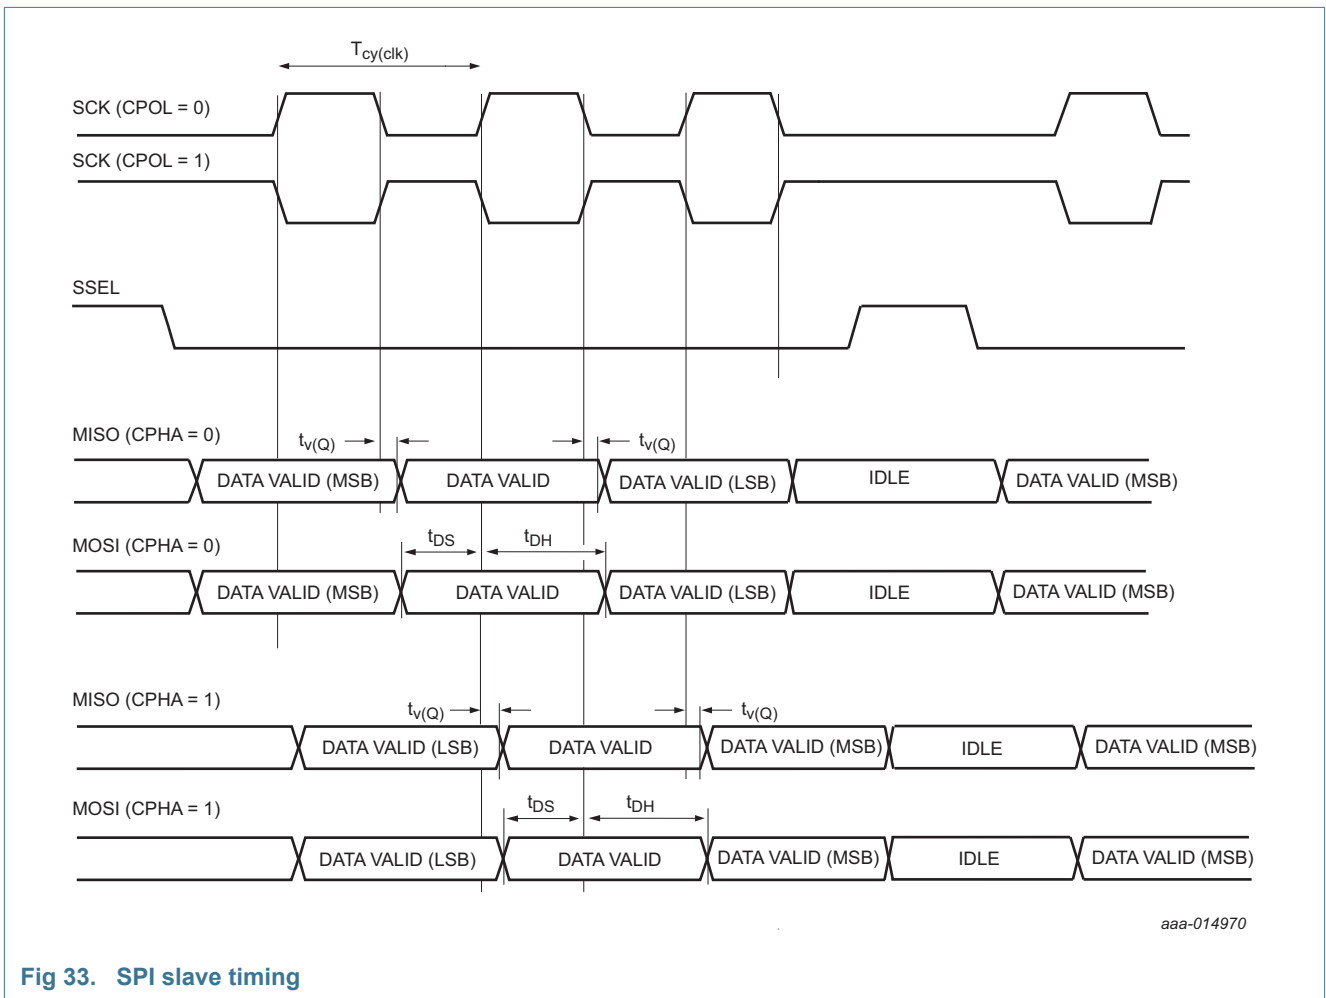 Tcy(clk)
SCK (CPOL = 0)
SCK (CPOL = 1)
SSEL
MISO (CPHA = 0)
tv(Q) tv(Q)
DATA VALID (MSB) DATA VALID DATA VALID (LSB) IDLE DATA VALID (MSB)
MOSI (CPHA = 0)
tDS tDH
DATA VALID (MSB) DATA VALID DATA VALID (LSB) IDLE DATA VALID (MSB)
MISO (CPHA = 1)
tv(Q) tv(Q)
DATA VALID (LSB) DATA VALID DATA VALID (MSB) IDLE DATA VALID (MSB)
MOSI (CPHA = 1)
tDS tDH
DATA VALID (LSB) DATA VALID DATA VALID (MSB) IDLE DATA VALID (MSB)
aaa-014970
Fig 33. SPI slave timing